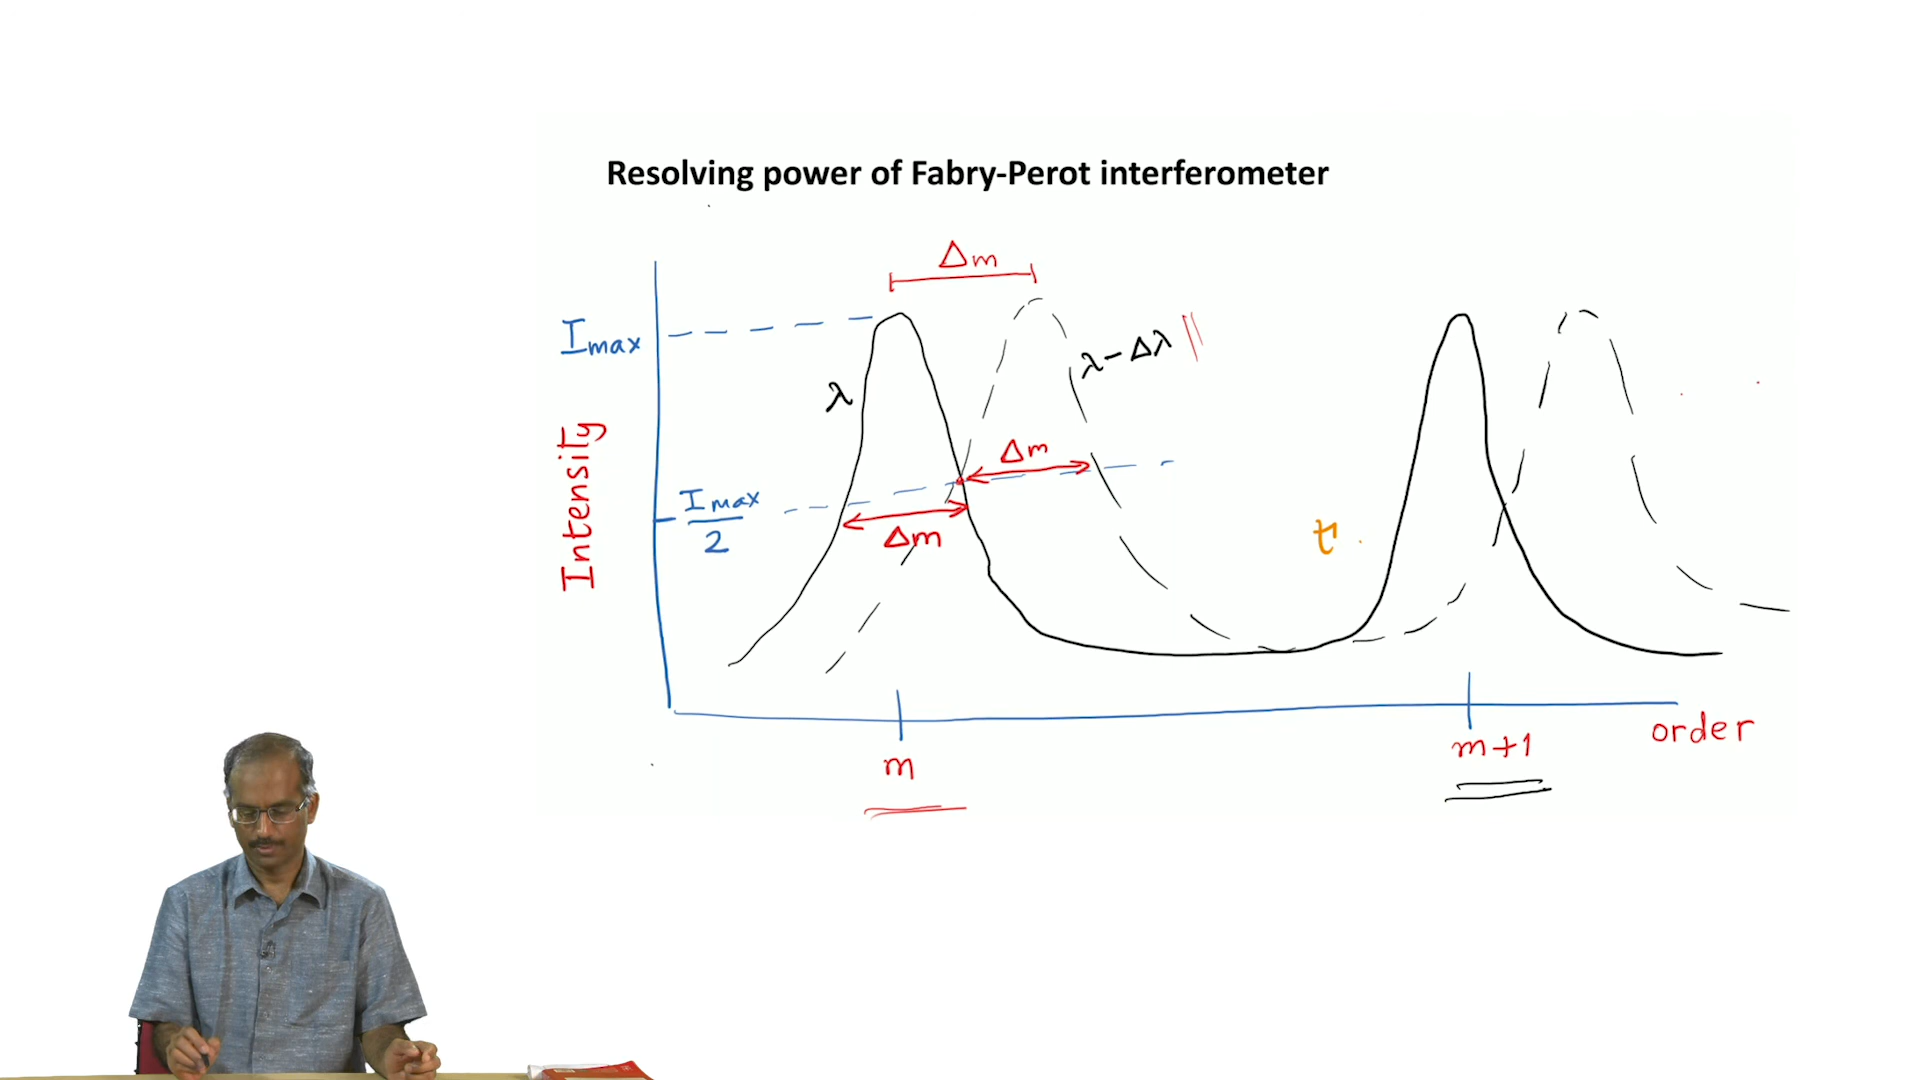 Resolving power of Fabry-Perot interferometer
Δm
Imax
λ
λ-Δλ
Intensity
Δm
Imax
2
Δm
t
m
m+1
order